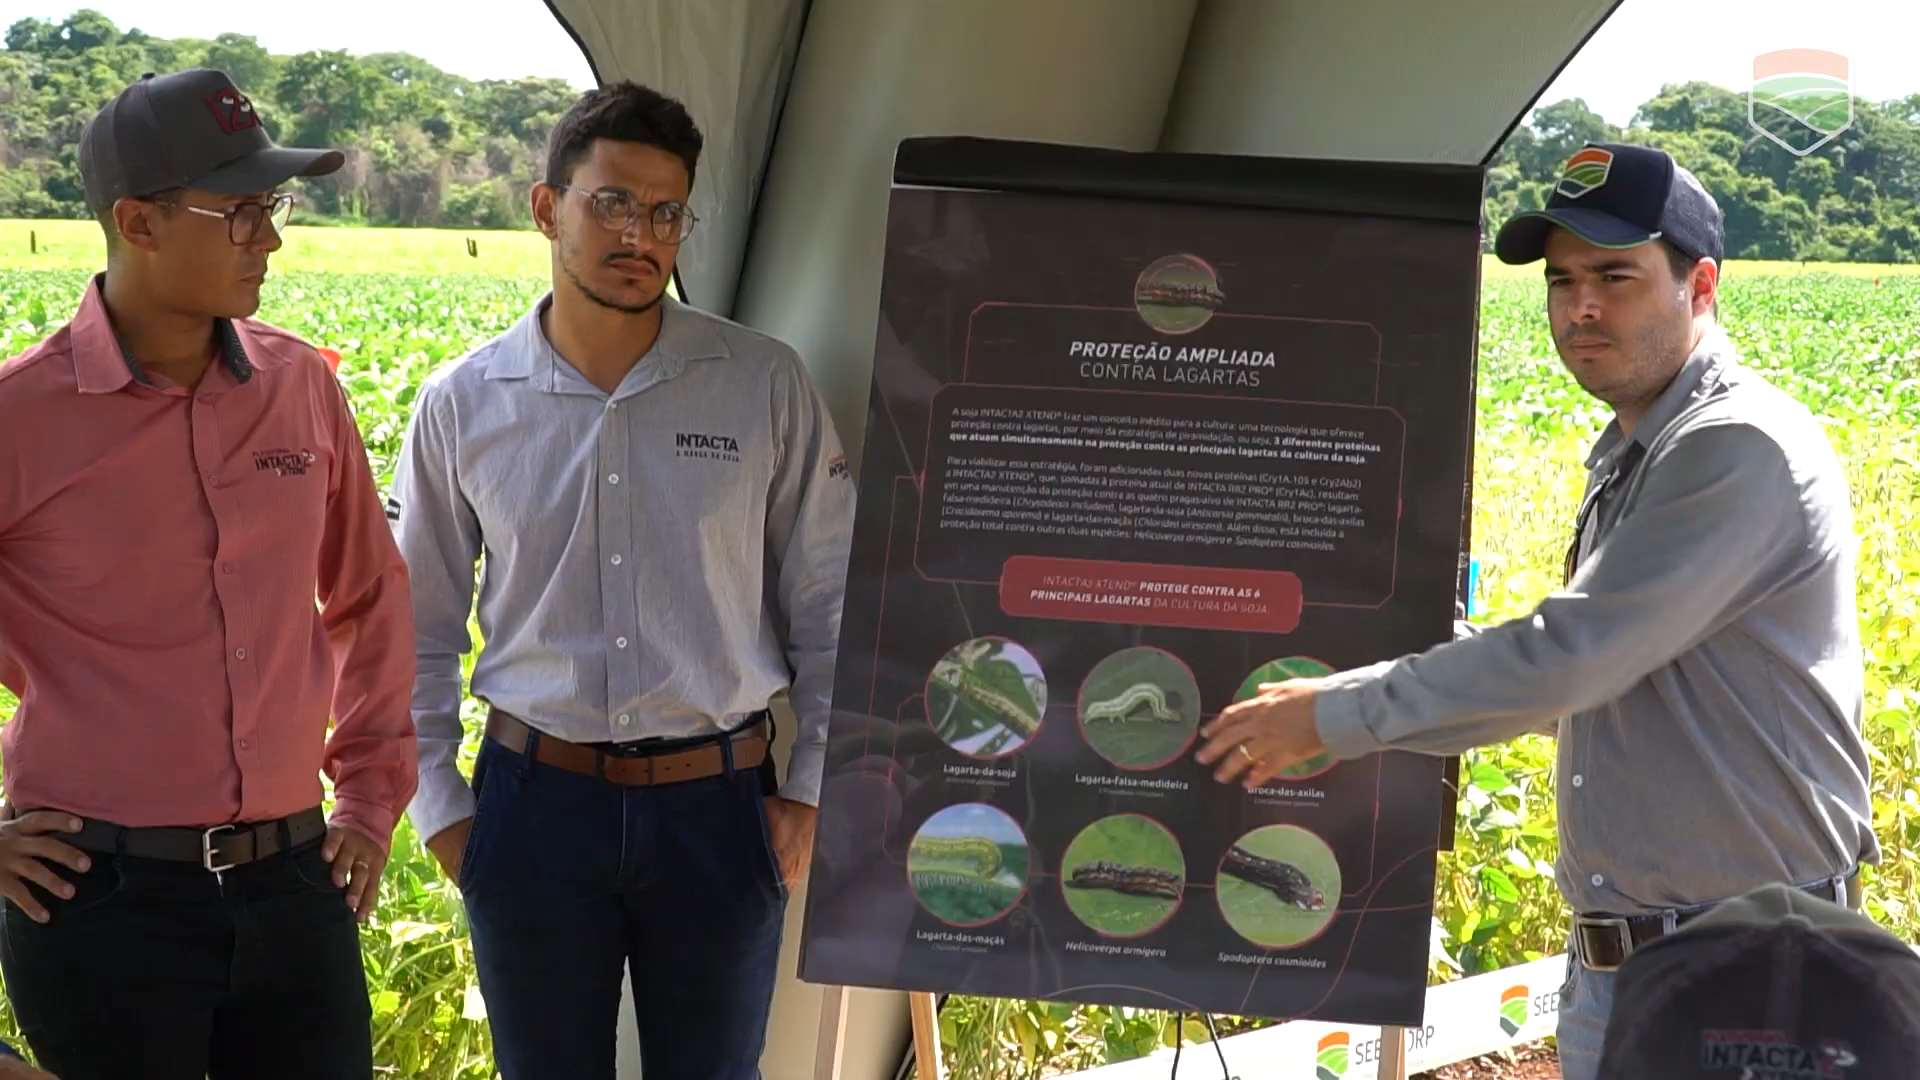 PROTEÇÃO AMPLIADA
CONTRA LAGARTAS
A soja INTACTA2 XTEND® traz um conceito inédito para a cultura: uma tecnologia que oferece
proteção contra lagartas, por meio da estratégia de piramidação, ou seja, 3 diferentes proteínas
que atuam simultaneamente na proteção contra as principais lagartas da cultura da soja.
Para viabilizar essa estratégia, foram adicionadas duas novas proteínas (Cry1A.105 e Cry2Ab2)
à INTACTA2 XTEND®, que, somadas à proteína atual de INTACTA RR2 PRO® (Cry1Ac), resultam
em uma manutenção da proteção contra as quatro pragas-alvo de INTACTA RR2 PRO®: lagarta-
falsa-medideira (Chrysodeixis includens), lagarta-da-soja (Anticarsia gemmatalis), broca-das-axilas
(Crocidosema aporema) e lagarta-das-maçãs (Chloridea virescens). Além disso, está incluída a
proteção total contra outras duas espécies: Helicoverpa armigera e Spodoptera cosmioides.
INTACTA2 XTEND® PROTEGE CONTRA AS 6
PRINCIPAIS LAGARTAS DA CULTURA DA SOJA.
Lagarta-da-soja
Lagarta-falsa-medideira
Broca-das-axilas
Lagarta-das-maçãs
Helicoverpa armigera
Spodoptera cosmioides
INTACTA2
XTEND
INTACTA
A MARCA DA SOJA.
SEE ORP
SEE
INTACTA2